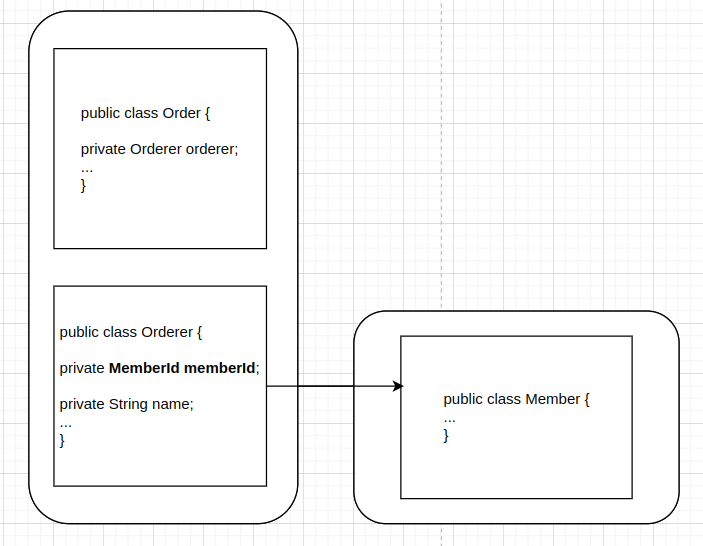 public class Order {
private Orderer orderer;
...
}
public class Orderer {
private MemberId memberId;
private String name;
...
}
public class Member {
...
}